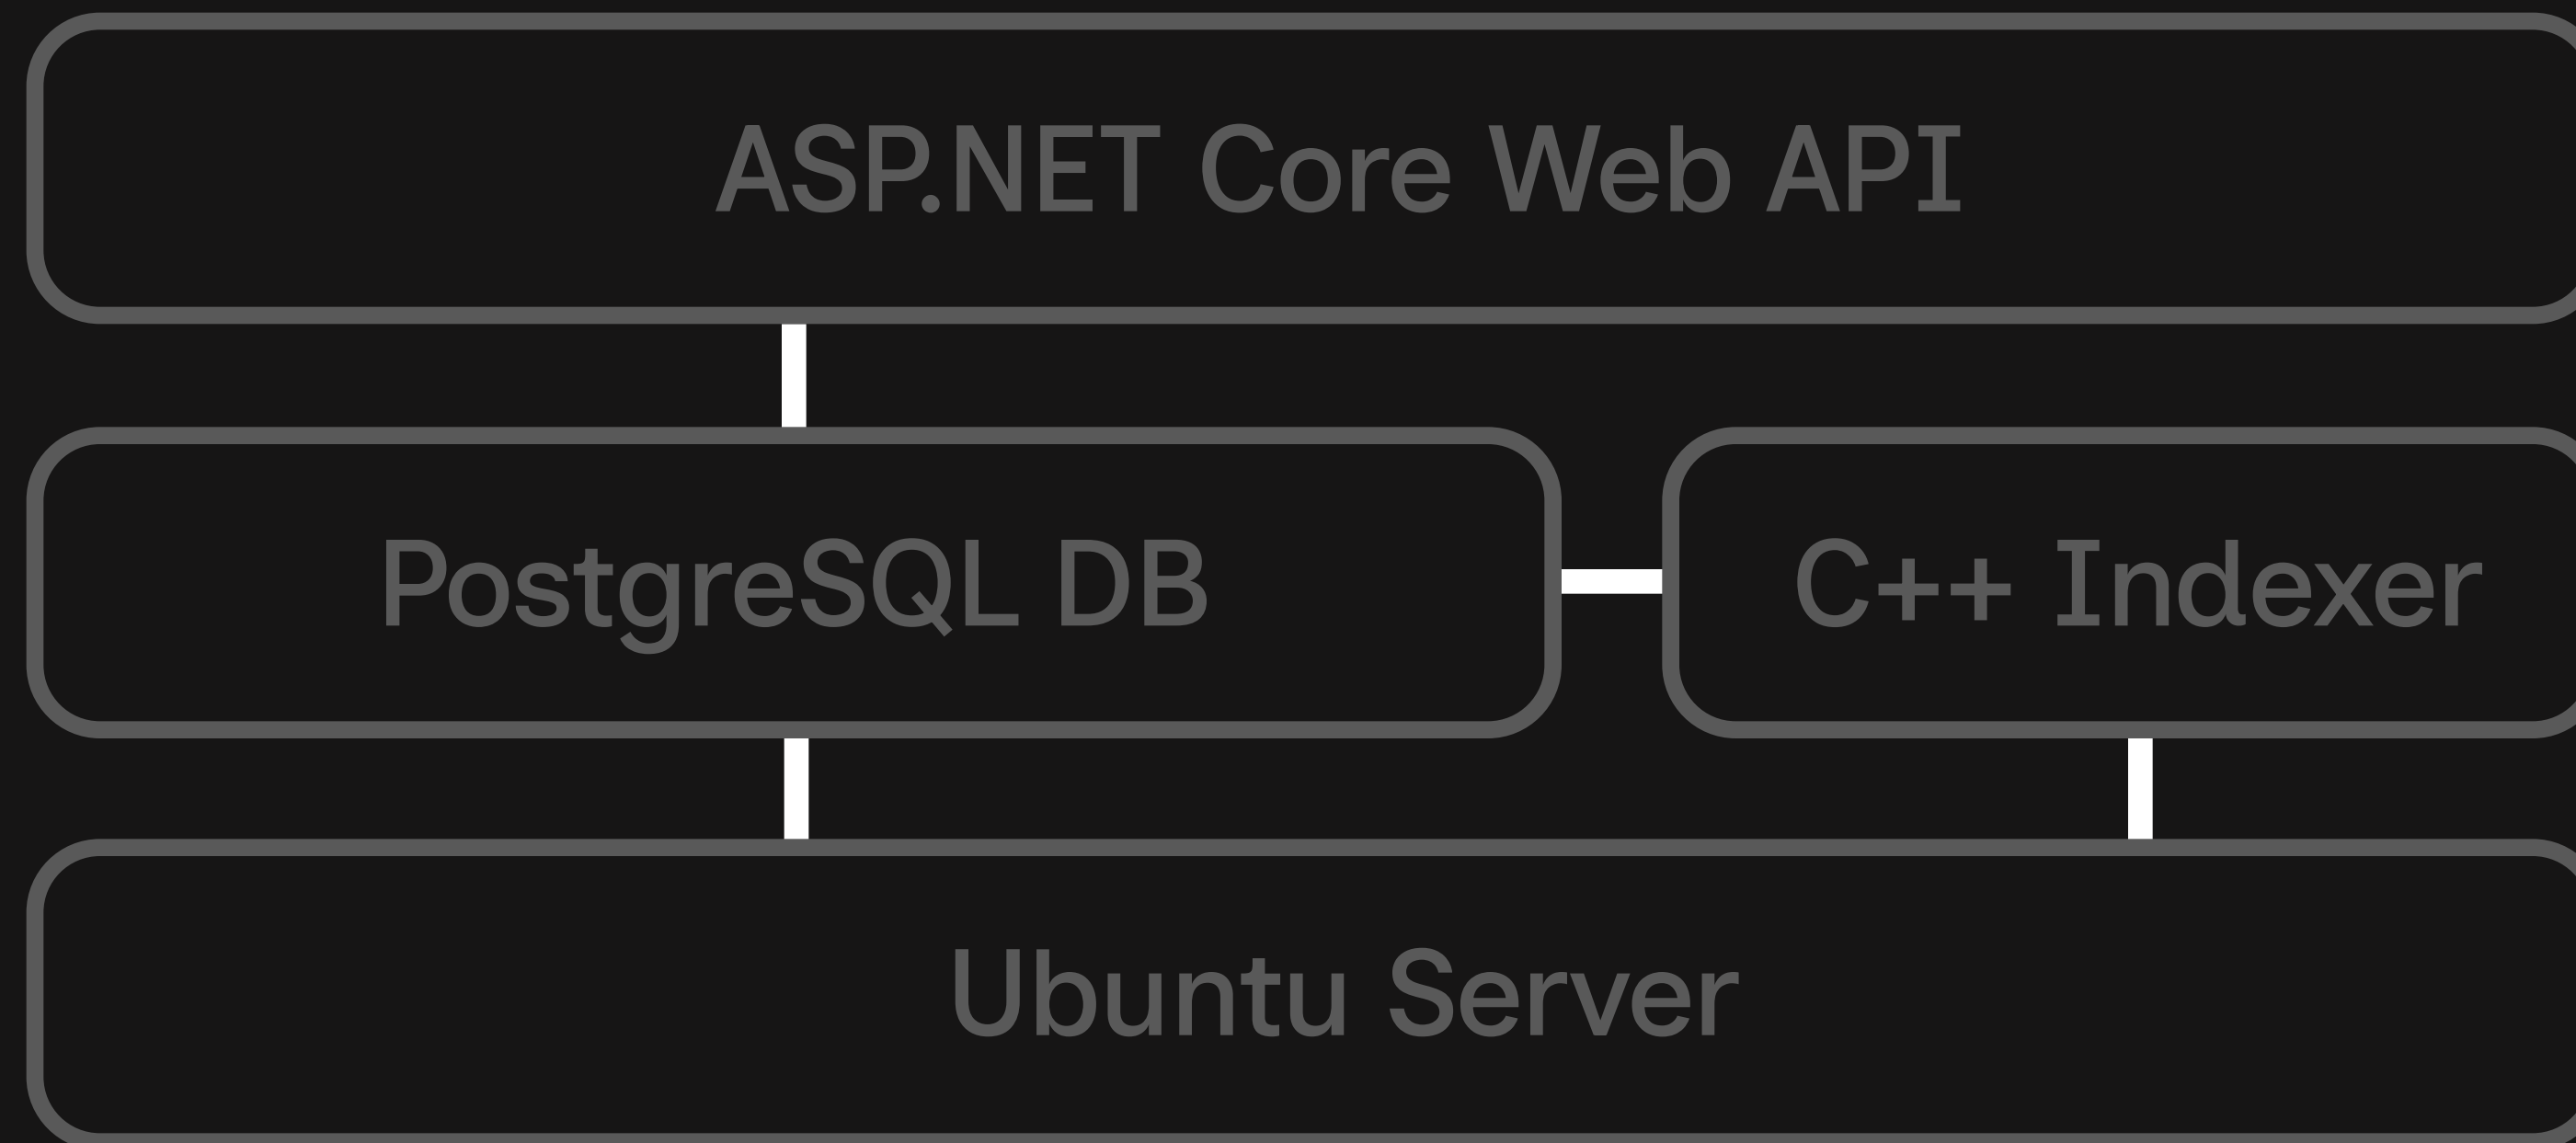 ASP.NET Core Web API
PostgreSQL DB
C++ Indexer
Ubuntu Server